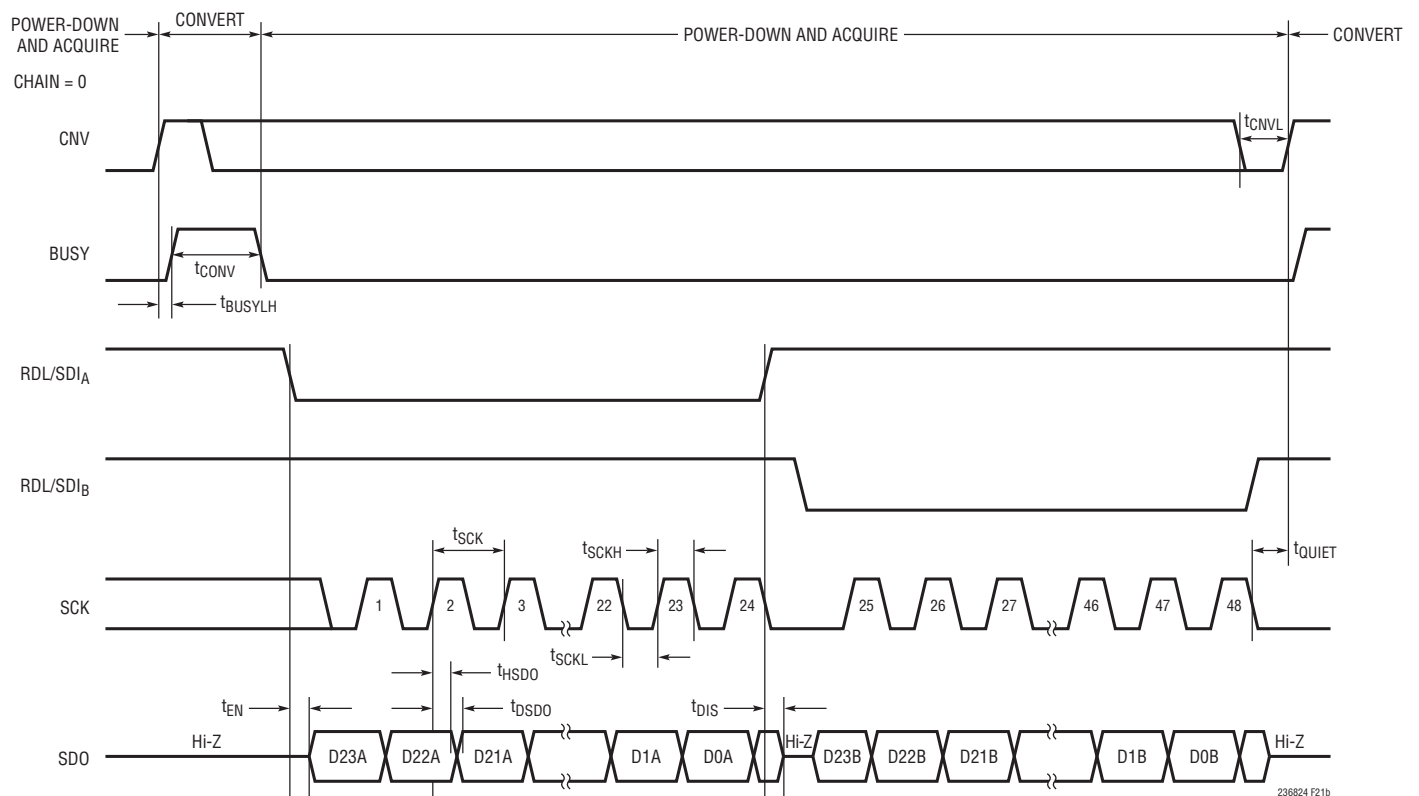 POWER-DOWN
AND ACQUIRE
CONVERT
POWER-DOWN AND ACQUIRE
CONVERT
CHAIN = 0
CNV
tCNVL
BUSY
tCONV
tBUSYLH
RDL/SDIA
RDL/SDIB
tSCK
tSCKH
tQUIET
SCK
1
2
3
22
23
24
25
26
27
46
47
48
tSCKL
tHSDO
tEN
tDSDO
tDIS
SDO
Hi-Z
D23A
D22A
D21A
D1A
D0A
Hi-Z
D23B
D22B
D21B
D1B
D0B
Hi-Z
236824 F21b